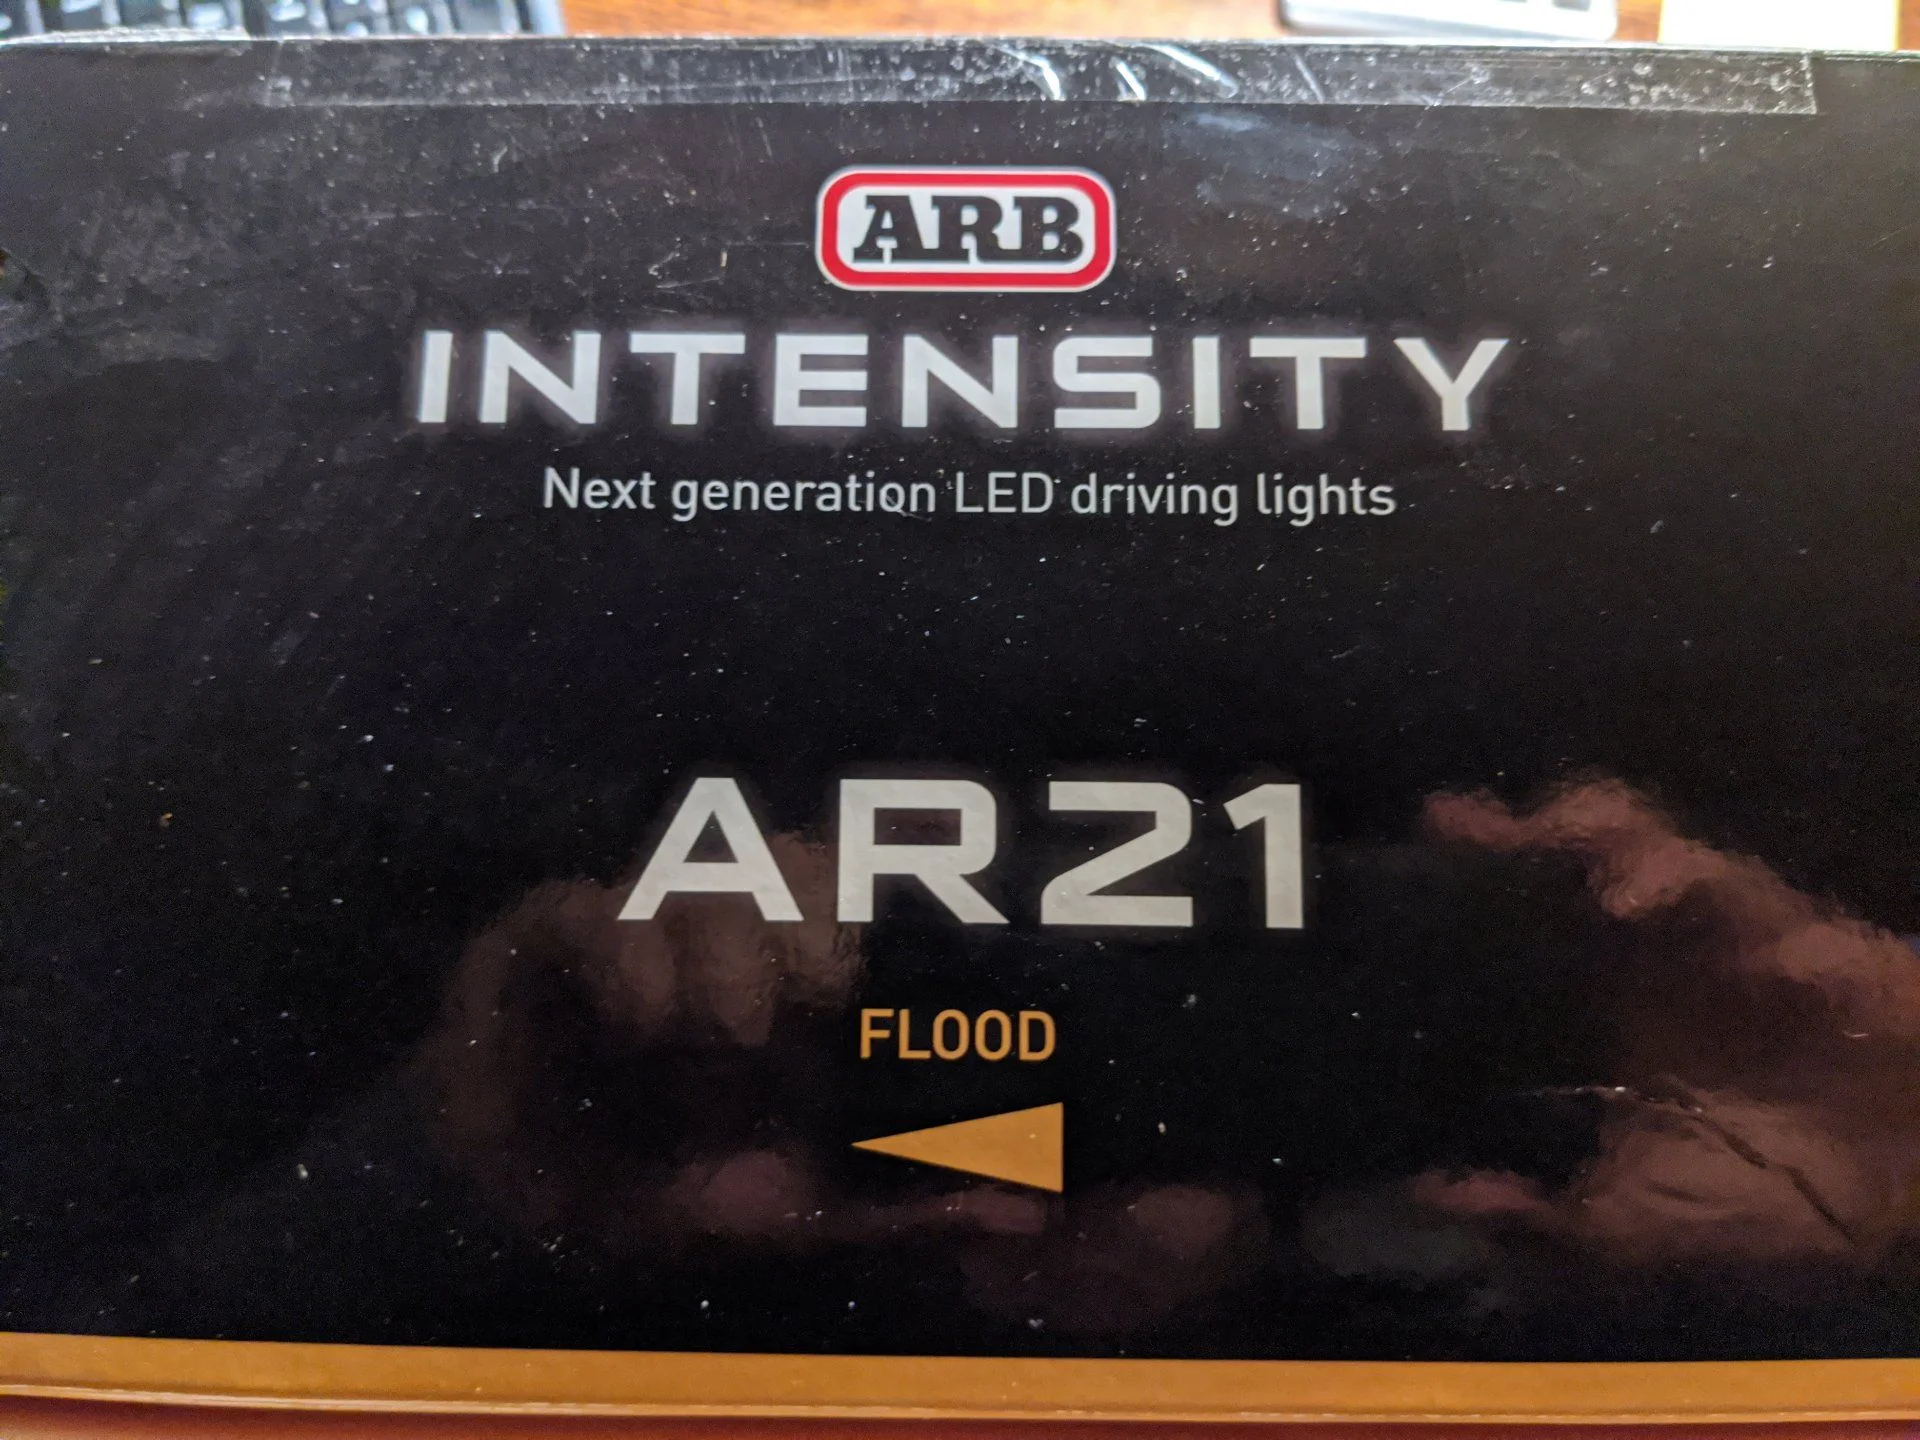 ARB
INTENSITY
Next generation LED driving lights
AR21
FLOOD